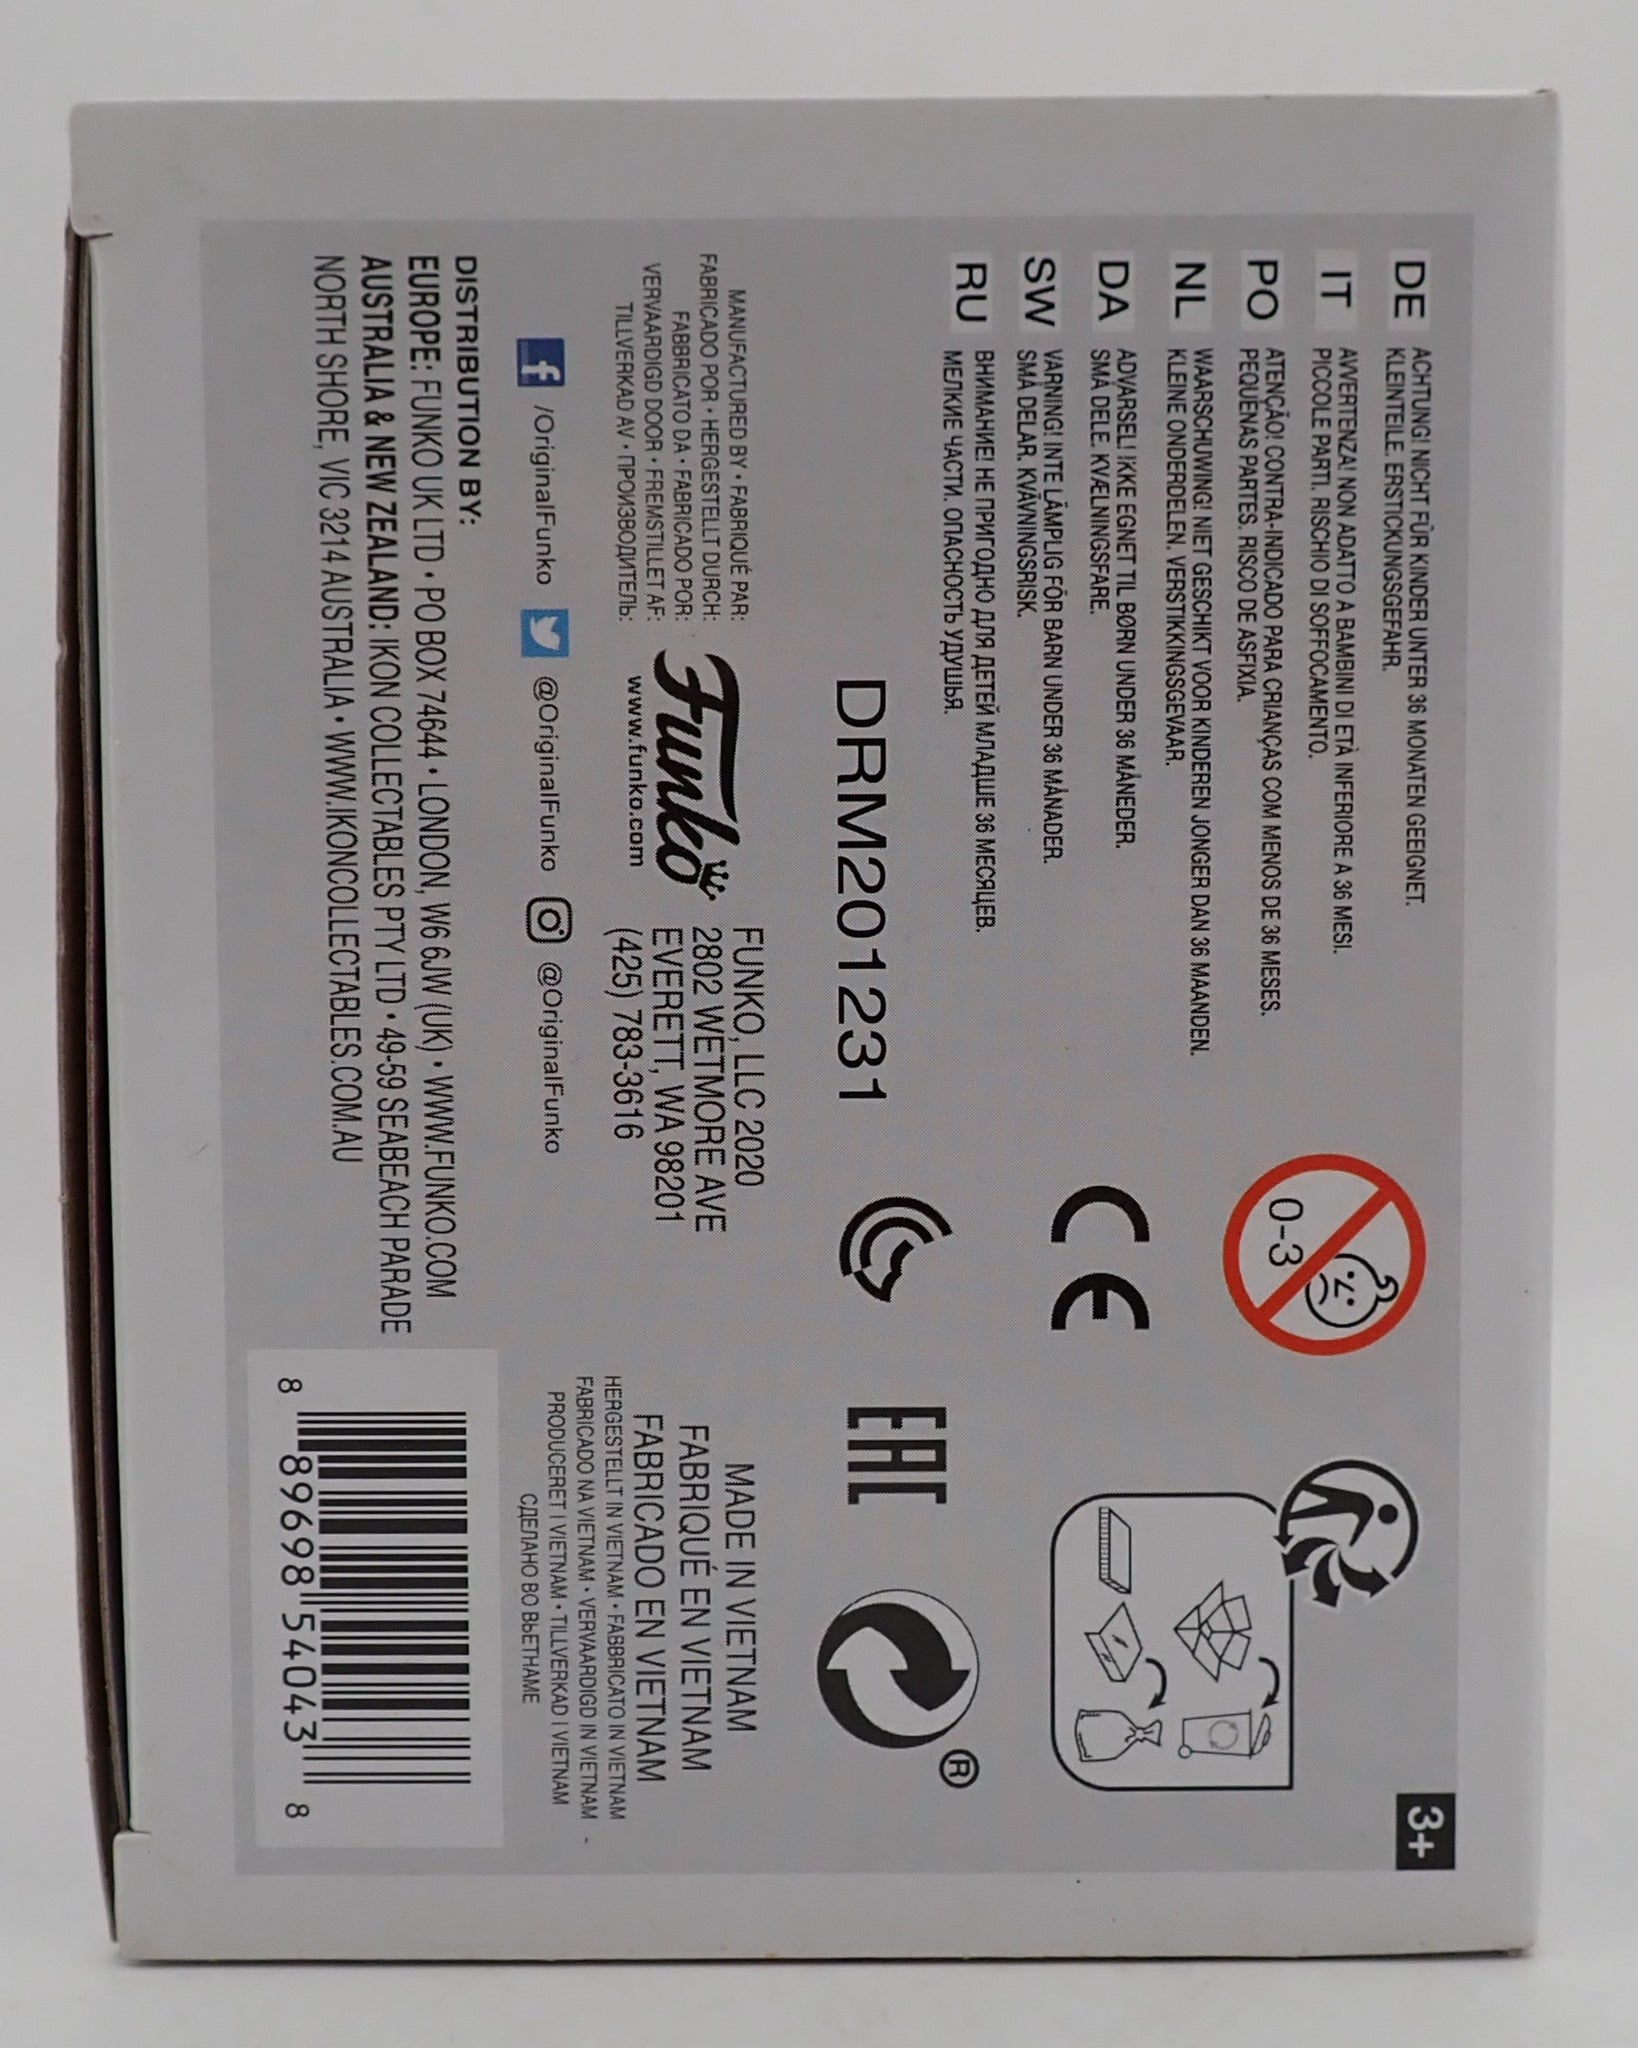 DE ACHTUNG! NICHT FÜR KINDER UNTER 36 MONATEN GEEIGNET.
KLEINTEILE. ERSTICKUNGSGEFAHR.
IT AVVERTENZA! NON ADATTO A BAMBINI DI ETÀ INFERIORE A 36 MESI.
PICCOLE PARTI. RISCHIO DI SOFFOCAMENTO.
PO ATENÇÃO! CONTRA-INDICADO PARA CRIANÇAS COM MENOS DE 36 MESES.
PEQUENAS PARTES. RISCO DE ASFIXIA.
NL WAARSCHUWING! NIET GESCHIKT VOOR KINDEREN JONGER DAN 36 MAANDEN.
KLEINE ONDERDELEN. VERSTIKKINGSGEVAAR.
DA ADVARSEL! IKKE EGNET TIL BØRN UNDER 36 MÅNEDER.
SMÅ DELE. KVÆLNINGSFARE.
SW VARNING! INTE LÄMPLIG FÖR BARN UNDER 36 MÅNADER.
SMÅ DELAR. KVÄVNINGSRISK.
RU ВНИМАНИЕ! НЕ ПРИГОДНО ДЛЯ ДЕТЕЙ МЛАДШЕ 36 МЕСЯЦЕВ.
МЕЛКИЕ ЧАСТИ. ОПАСНОСТЬ УДУШЬЯ.
0-3
3+
CE
DRM201231
EAC
®
MANUFACTURED BY • FABRIQUÉ PAR:
FABRICADO POR • HERGESTELLT DURCH:
FABBRICATO DA • FABRICADO POR:
VERVAARDIGD DOOR • FREMSTILLET AF:
TILLVERKAD AV • ПРОИЗВОДИТЕЛЬ:
Funko
www.funko.com
FUNKO, LLC 2020
2802 WETMORE AVE
EVERETT, WA 98201
(425) 783-3616
MADE IN VIETNAM
FABRIQUÉ EN VIETNAM
FABRICADO EN VIETNAM
HERGESTELLT IN VIETNAM • FABBRICATO IN VIETNAM
FABRICADO NA VIETNAM • VERVAARDIGD IN VIETNAM
PRODUCERET I VIETNAM • TILLVERKAD I VIETNAM
СДЕЛАНО ВО ВЬЕТНАМЕ
/OriginalFunko @OriginalFunko @OriginalFunko
DISTRIBUTION BY:
EUROPE: FUNKO UK LTD • PO BOX 74644 • LONDON, W6 6JW (UK) • WWW.FUNKO.COM
AUSTRALIA & NEW ZEALAND: IKON COLLECTABLES PTY LTD • 49-59 SEABEACH PARADE
NORTH SHORE, VIC 3214 AUSTRALIA • WWW.IKONCOLLECTABLES.COM.AU
8 89698 54043 8